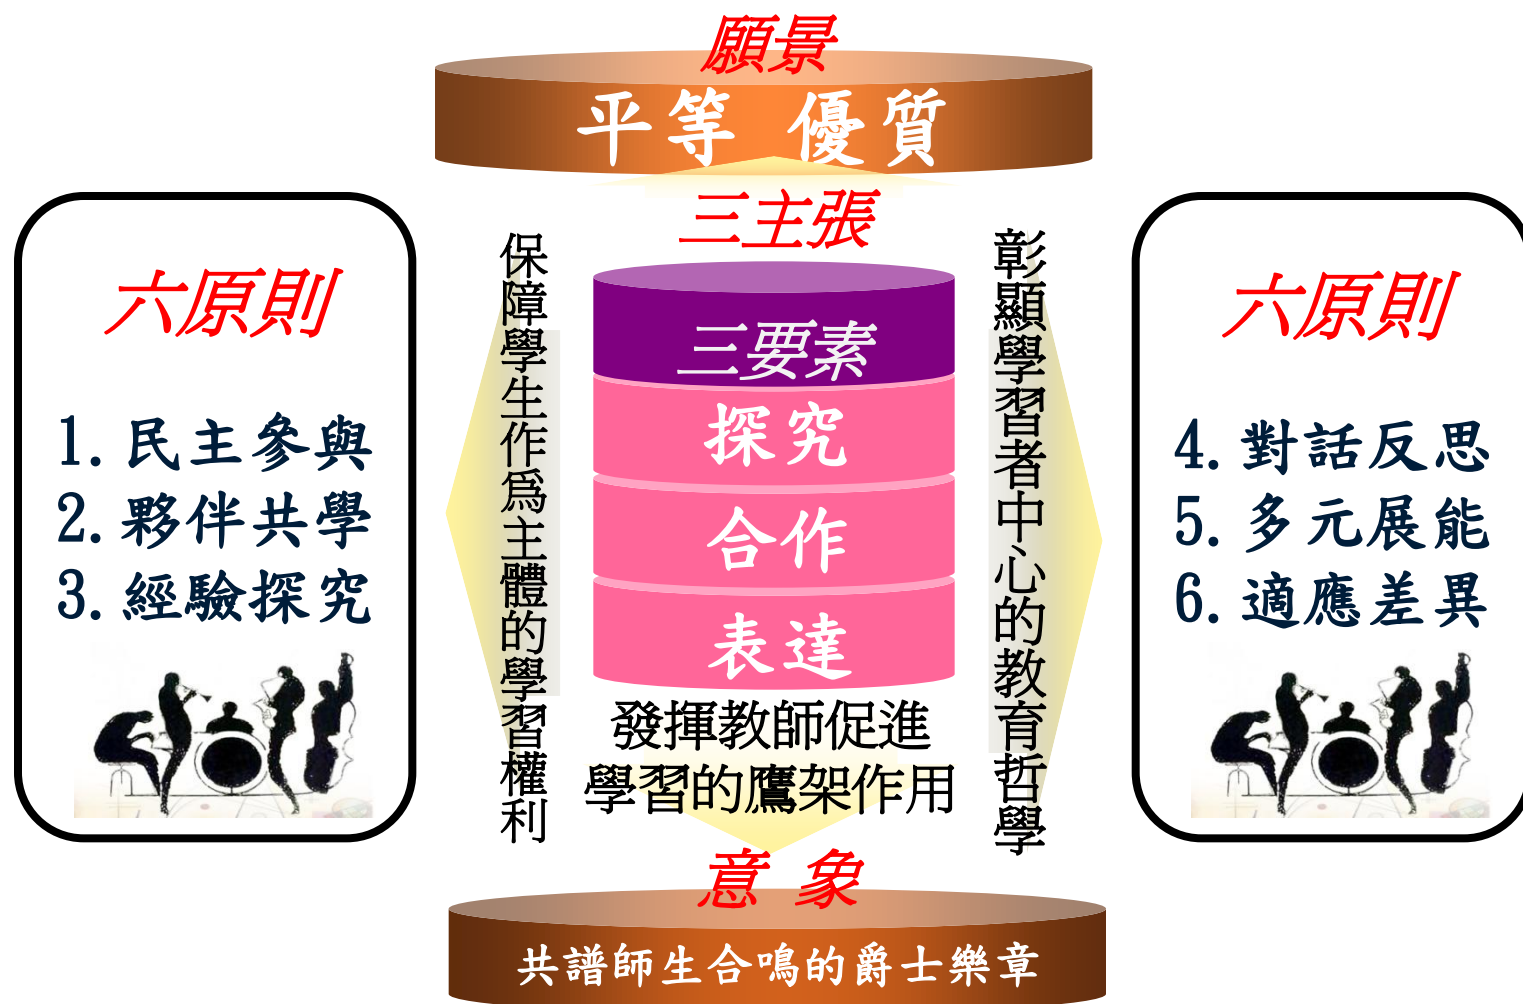 願景
平等 優質
六原則
1.民主參與
2.夥伴共學
3.經驗探究
保障學生作為主體的學習權利
三主張
三要素
探究
合作
表達
發揮教師促進
學習的鷹架作用
彰顯學習者中心的教育哲學
六原則
4.對話反思
5.多元展能
6.適應差異
意 象
共譜師生合鳴的爵士樂章